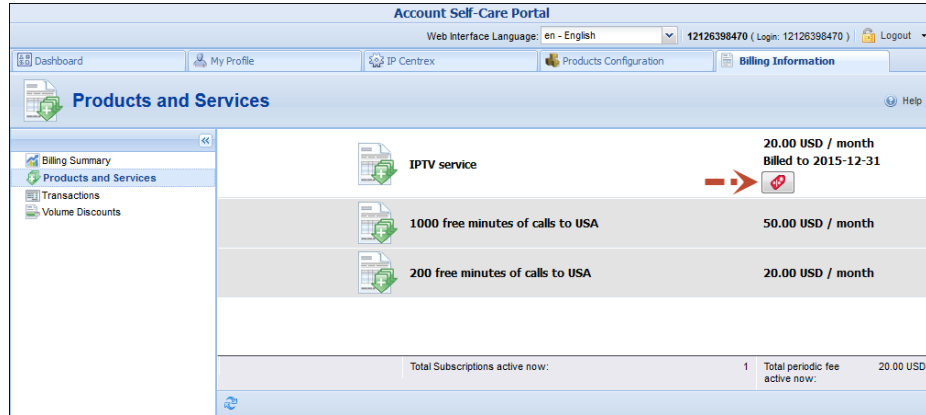 Account Self-Care Portal
Web Interface Language: en - English 12126398470 ( Login: 12126398470 ) Logout
Dashboard My Profile IP Centrex Products Configuration Billing Information
Products and Services Help
Billing Summary
Products and Services
Transactions
Volume Discounts
IPTV service
20.00 USD / month
Billed to 2015-12-31
1000 free minutes of calls to USA 50.00 USD / month
200 free minutes of calls to USA 20.00 USD / month
Total Subscriptions active now: 1 Total periodic fee 20.00 USD
active now: